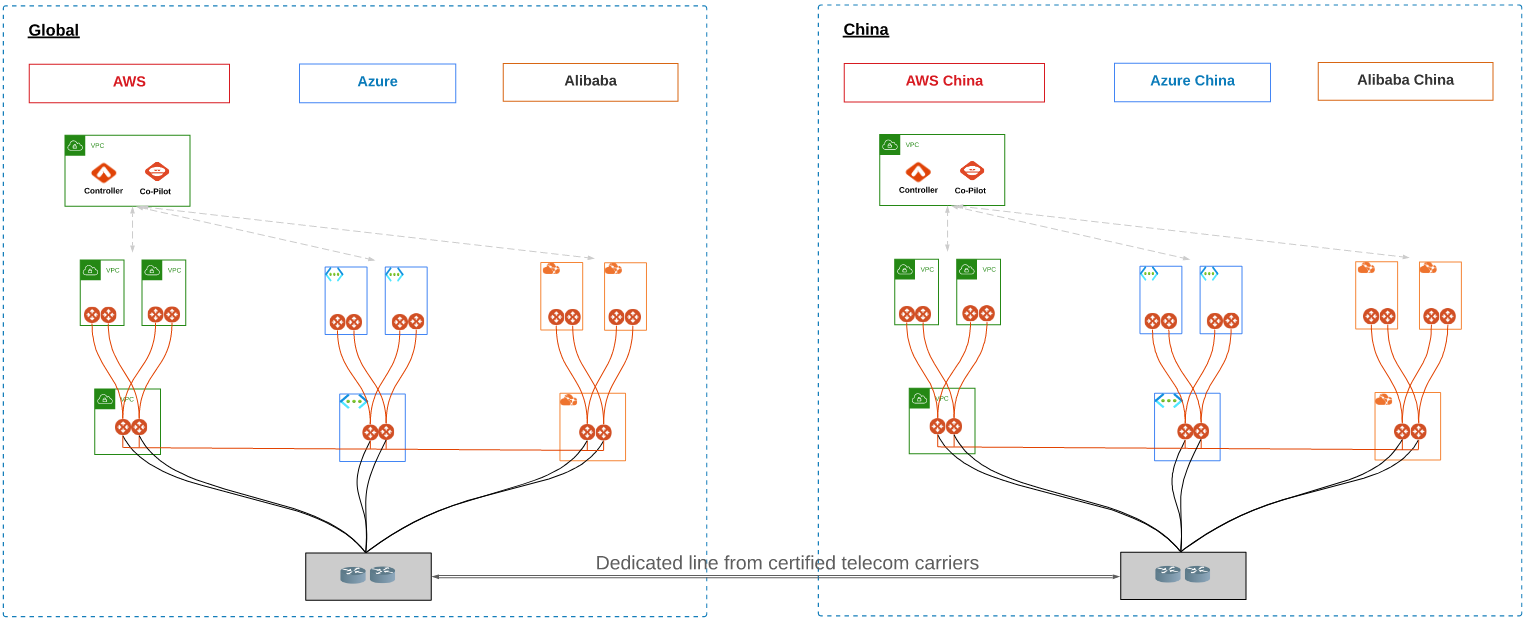 Global
China
AWS
Azure
Alibaba
AWS China
Azure China
Alibaba China
VPC
Controller
Co-Pilot
VPC
Controller
Co-Pilot
VPC
VPC
VPC
VPC
VPC
VPC
Dedicated line from certified telecom carriers